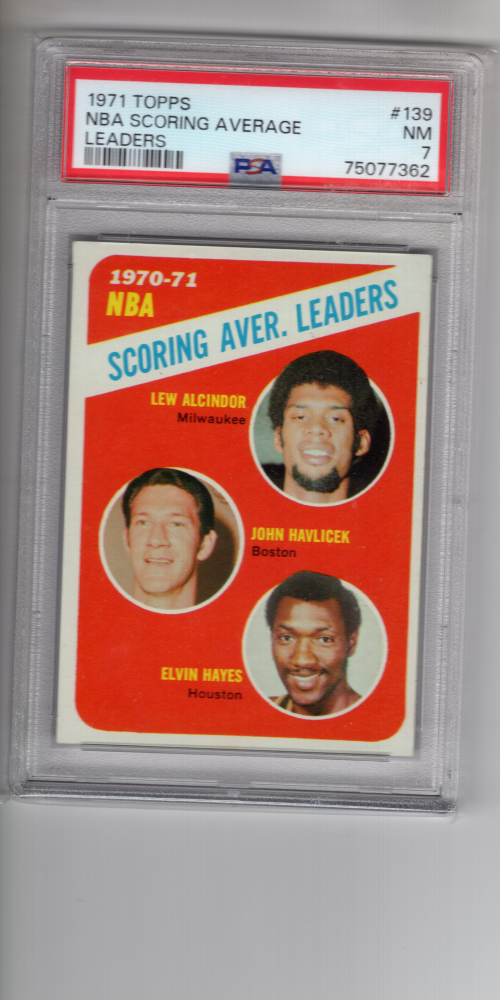 1971 TOPPS
#139
NBA SCORING AVERAGE
NM
LEADERS
7
PSA
75077362
1970-71
NBA
SCORING AVER. LEADERS
LEW ALCINDOR
Milwaukee
JOHN HAVLICEK
Boston
ELVIN HAYES
Houston